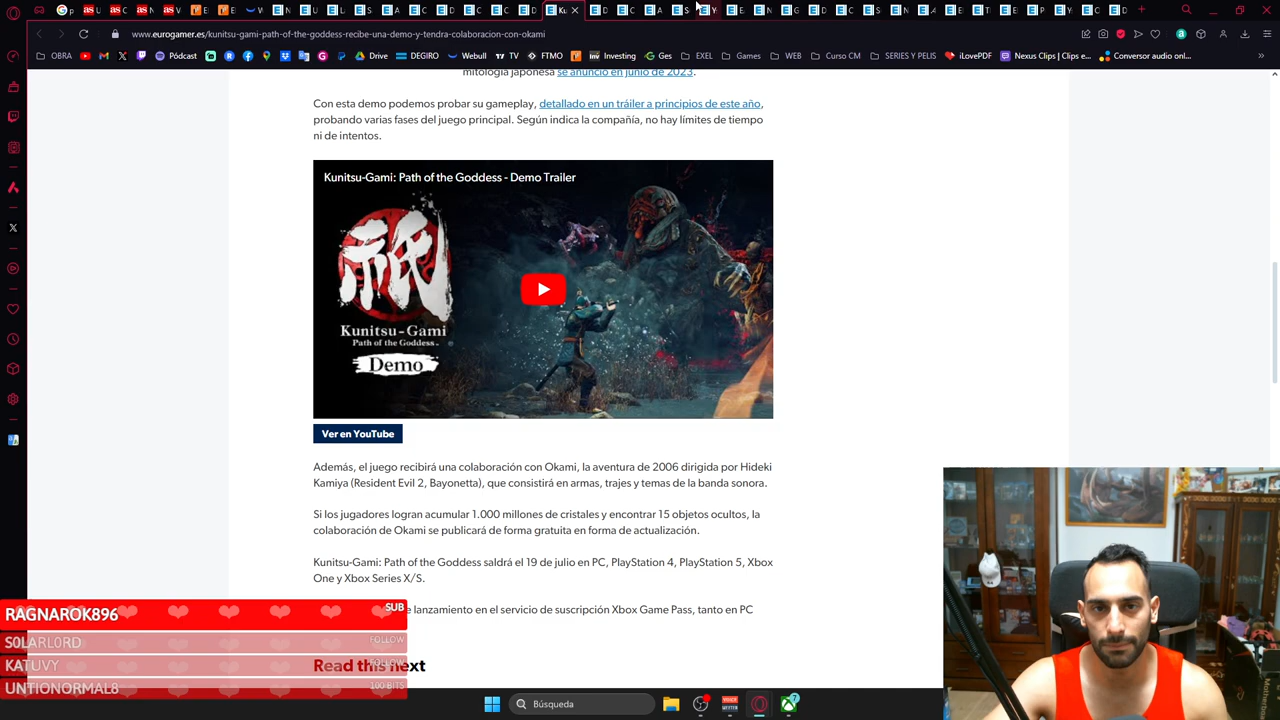 www.eurogamer.es/kunitsu-gami-path-of-the-goddess-recibe-una-demo-y-tendra-colaboracion-con-okami
OBRA
Pódcast
Drive
DEGIRO
Webull
TV
FTMO
Investing
Ges
EXEL
Games
WEB
Curso CM
SERIES Y PELIS
iLovePDF
Nexus Clips | Clips e...
Conversor audio onl...
mitología japonesa se anunció en junio de 2023.
Con esta demo podemos probar su gameplay, detallado en un tráiler a principios de este año,
probando varias fases del juego principal. Según indica la compañía, no hay límites de tiempo
ni de intentos.
Kunitsu-Gami: Path of the Goddess - Demo Trailer
祇
Kunitsu-Gami
Path of the Goddess
Demo
Ver en YouTube
Además, el juego recibirá una colaboración con Okami, la aventura de 2006 dirigida por Hideki
Kamiya (Resident Evil 2, Bayonetta), que consistirá en armas, trajes y temas de la banda sonora.
Si los jugadores logran acumular 1.000 millones de cristales y encontrar 15 objetos ocultos, la
colaboración de Okami se publicará de forma gratuita en forma de actualización.
Kunitsu-Gami: Path of the Goddess saldrá el 19 de julio en PC, PlayStation 4, PlayStation 5, Xbox
One y Xbox Series X/S.
lanzamiento en el servicio de suscripción Xbox Game Pass, tanto en PC
Read this next
RAGNAROK896 SUB
S0LARL0RD FOLLOW
KATUVY FOLLOW
UNTIONORMAL8 100 BITS
Búsqueda